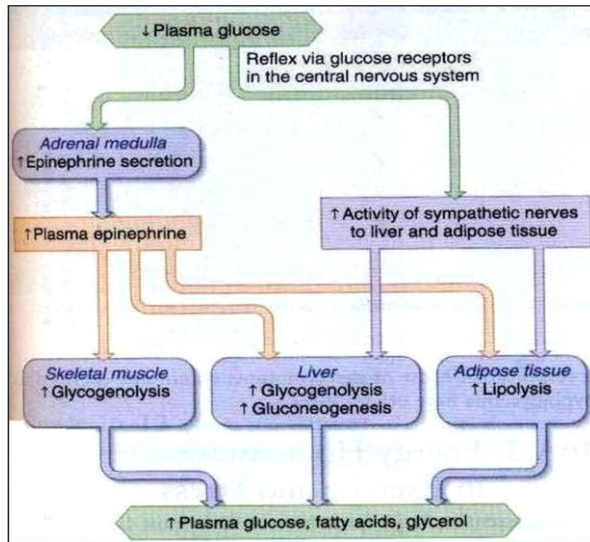 ↓Plasma glucose
Reflex via glucose receptors
in the central nervous system
Adrenal medulla
↑Epinephrine secretion
↑Plasma epinephrine
↑Activity of sympathetic nerves
to liver and adipose tissue
Skeletal muscle
↑Glycogenolysis
Liver
↑Glycogenolysis
↑Gluconeogenesis
Adipose tissue
↑Lipolysis
↑Plasma glucose, fatty acids, glycerol